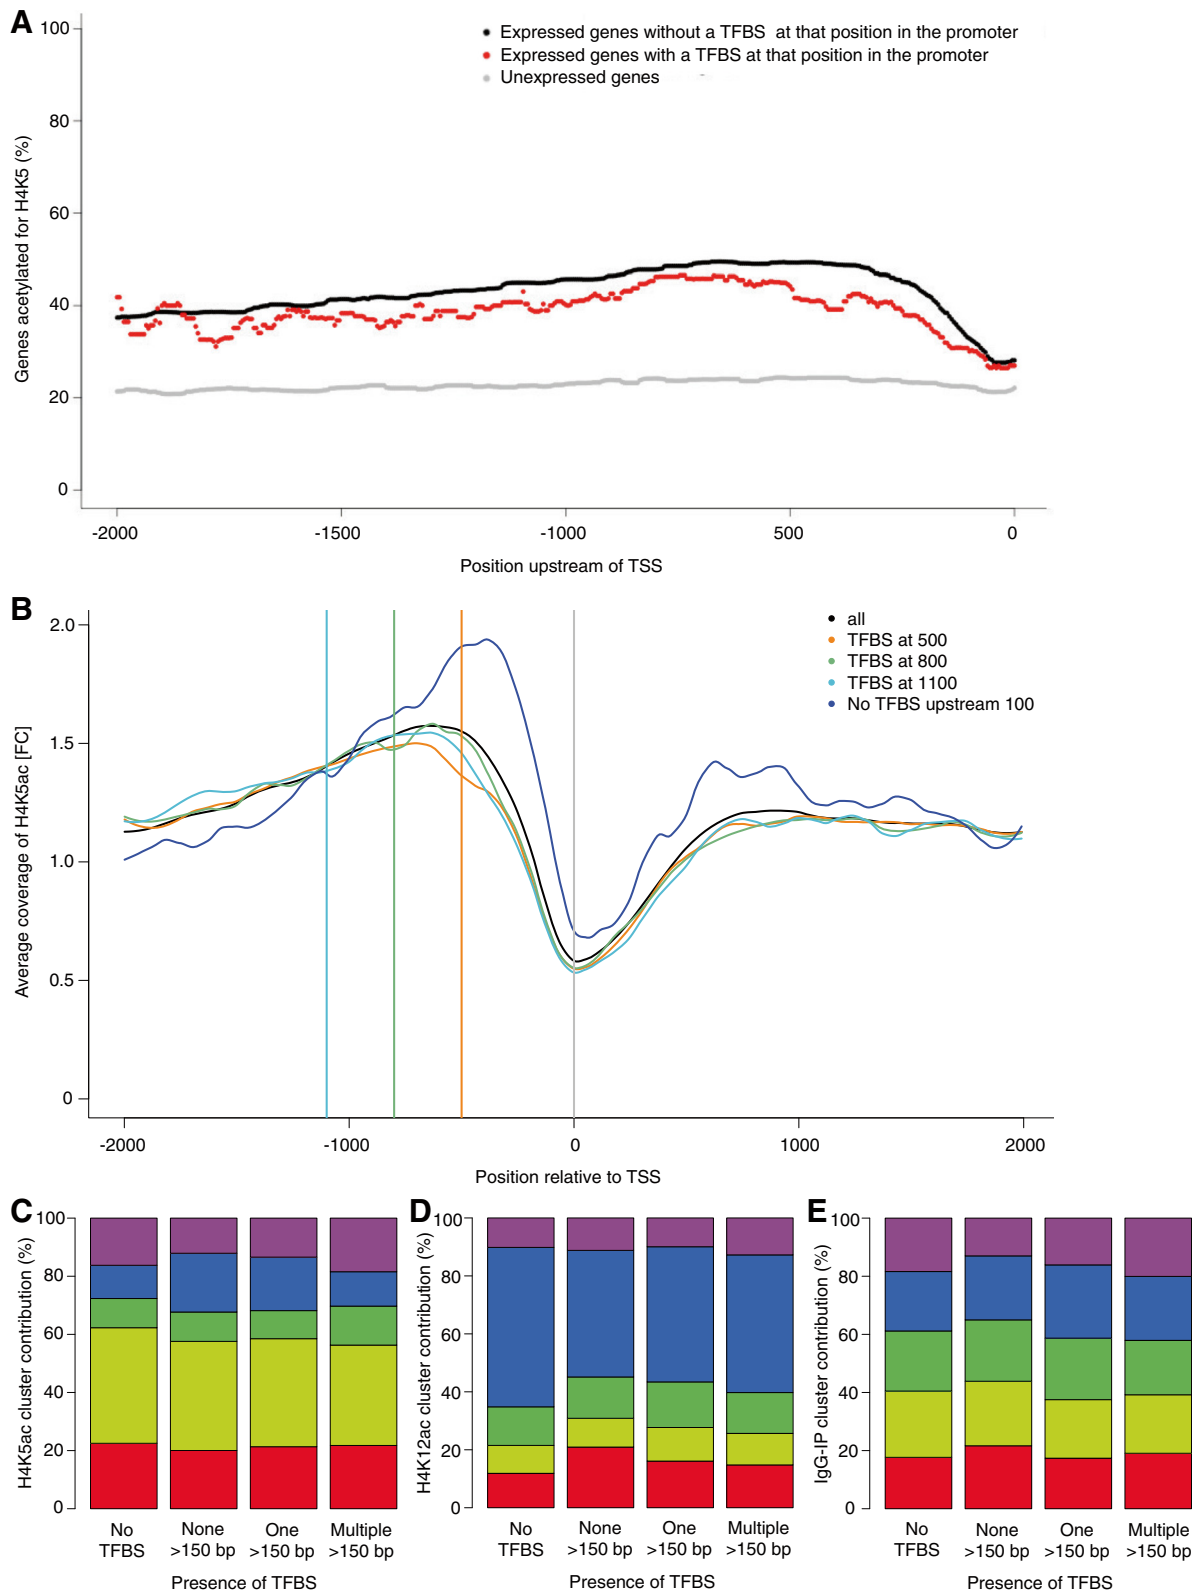 A
Expressed genes without a TFBS at that position in the promoter
Expressed genes with a TFBS at that position in the promoter
Unexpressed genes
Genes acetylated for H4K5 (%)
100
80
60
40
20
0
-2000 -1500 -1000 500 0
Position upstream of TSS
B
all
TFBS at 500
TFBS at 800
TFBS at 1100
No TFBS upstream 100
Average coverage of H4K5ac [FC]
2.0
1.5
1.0
0.5
0
-2000 -1000 0 1000 2000
Position relative to TSS
C
H4K5ac cluster contribution (%)
100
80
60
40
20
0
No TFBS
None >150 bp
One >150 bp
Multiple >150 bp
Presence of TFBS
D
H4K12ac cluster contribution (%)
100
80
60
40
20
0
No TFBS
None >150 bp
One >150 bp
Multiple >150 bp
Presence of TFBS
E
IgG-IP cluster contribution (%)
100
80
60
40
20
0
No TFBS
None >150 bp
One >150 bp
Multiple >150 bp
Presence of TFBS